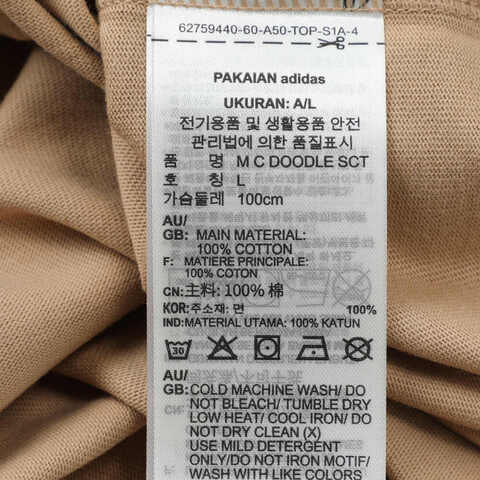 62759440-60-A50-TOP-S1A-4
PAKAIAN adidas
UKURAN: A/L
전기용품 및 생활용품 안전
관리법에 의한 품질표시
품 명 M C DOODLE SCT
호 칭 L
가슴둘레 100cm
AU/
GB: MAIN MATERIAL:
100% COTTON
F: MATIERE PRINCIPALE:
100% COTON
CN:主料: 100% 棉
KOR:주소재: 면 100%
IND:MATERIAL UTAMA: 100% KATUN
30
AU/
GB:COLD MACHINE WASH/ DO
NOT BLEACH/ TUMBLE DRY
LOW HEAT/ COOL IRON/ DO
NOT DRY CLEAN (X)
USE MILD DETERGENT
ONLY/DO NOT IRON MOTIF/
WASH WITH LIKE COLORS